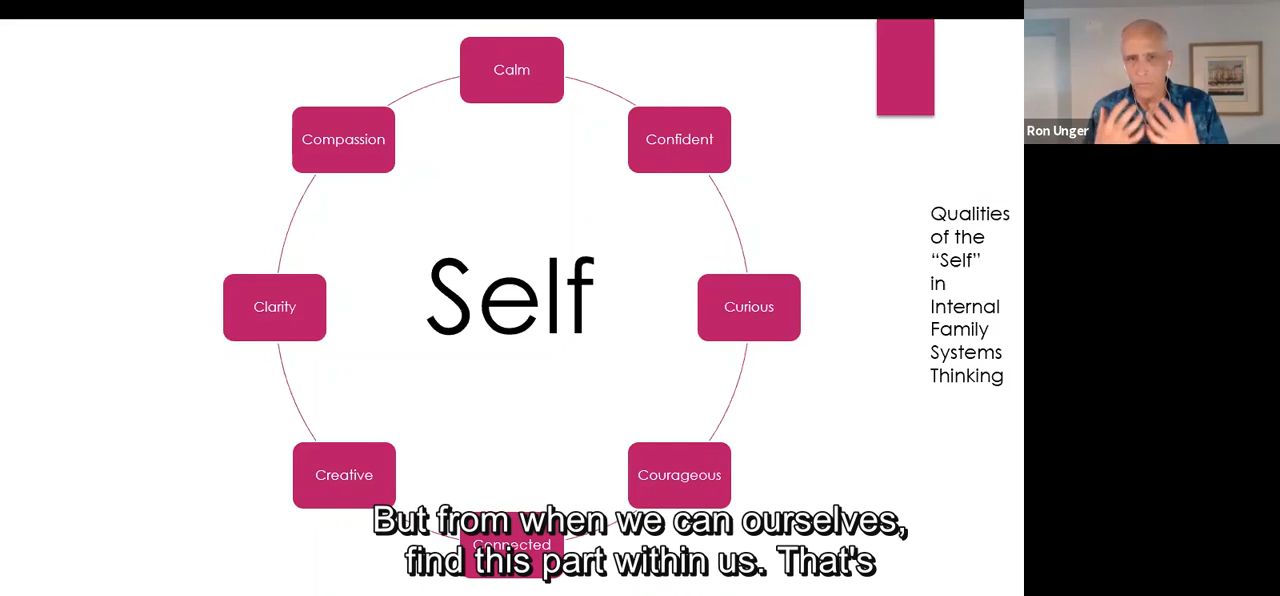 Calm
Compassion
Confident
Ron Unger
Qualities
of the
“Self”
in
Internal
Family
Systems
Thinking
Clarity
Self
Curious
Creative
Courageous
Connected
But from when we can ourselves,
find this part within us. That's